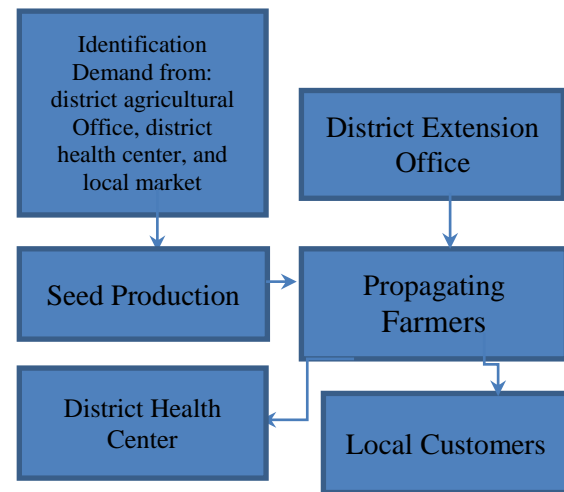 Identification
Demand from:
district agricultural
Office, district
health center, and
local market
District Extension
Office
Seed Production
Propagating
Farmers
District Health
Center
Local Customers